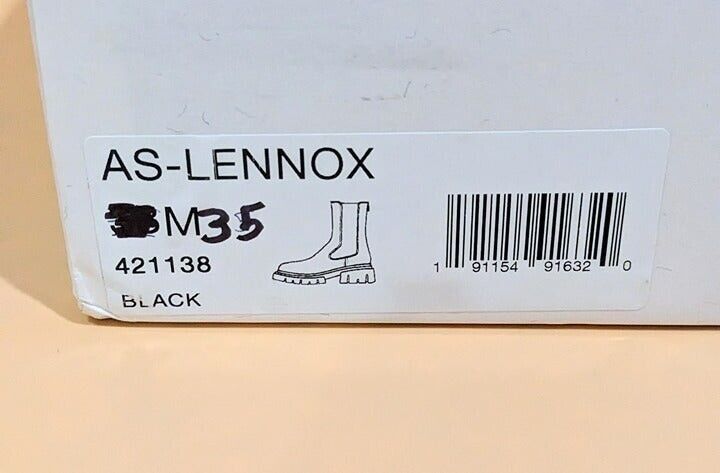 AS-LENNOX
M35
421138
BLACK
1 91154 91632 0